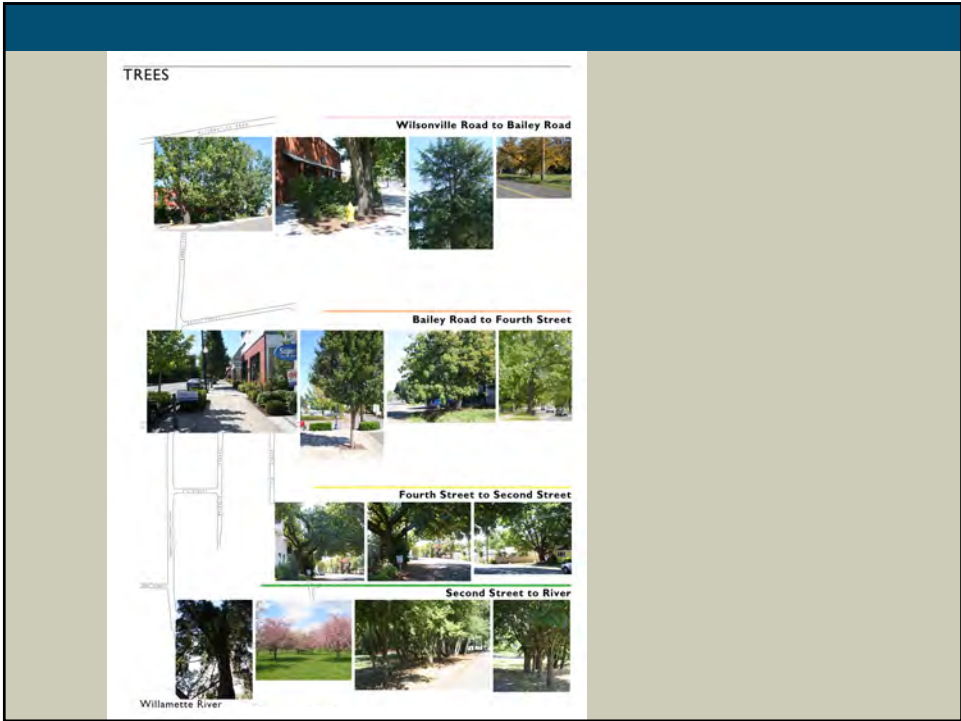 TREES
Wilsonville Road to Bailey Road
Bailey Road to Fourth Street
Fourth Street to Second Street
Second Street to River
Willamette River